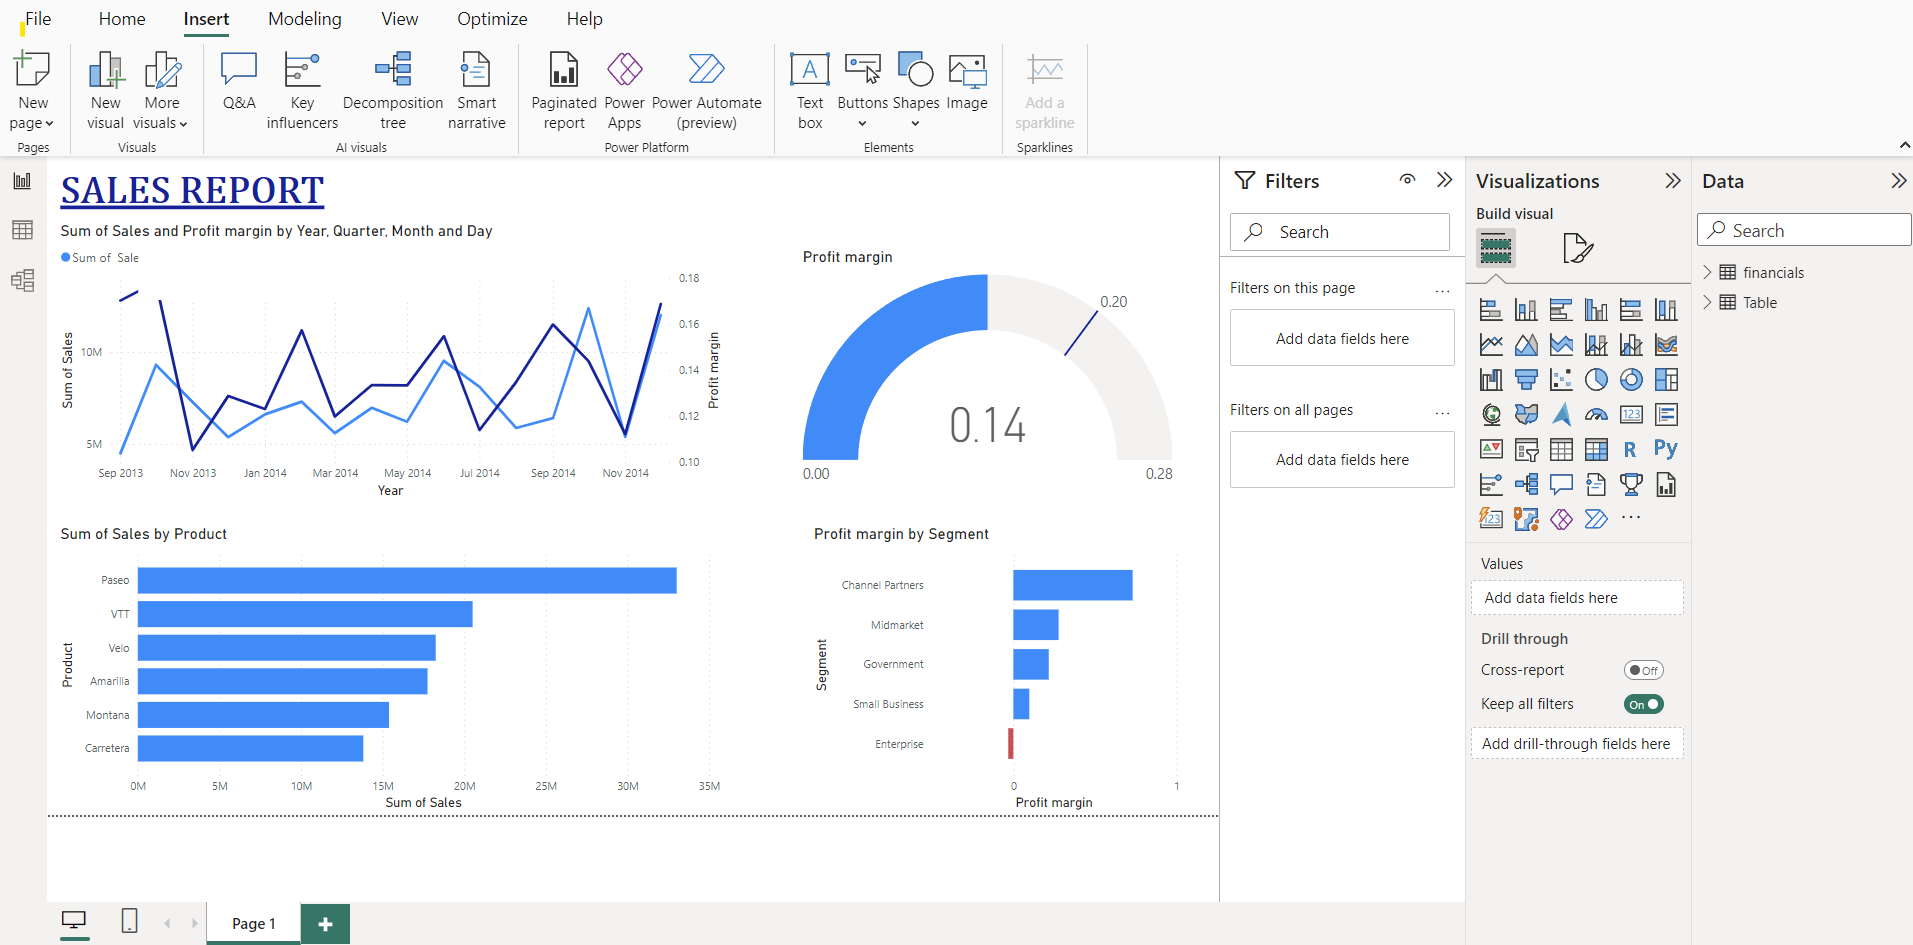 File Home Insert Modeling View Optimize Help
New page
New visual
More visuals
Q&A
Key influencers
Decomposition tree
Smart narrative
Paginated report
Power Apps
Power Automate (preview)
Text box
Buttons
Shapes
Image
Add a sparkline
Pages Visuals AI visuals Power Platform Elements Sparklines
SALES REPORT
Sum of Sales and Profit margin by Year, Quarter, Month and Day
Sum of Sale
Sum of Sales
10M
5M
0.18
0.16
0.14
0.12
0.10
Profit margin
Sep 2013 Nov 2013 Jan 2014 Mar 2014 May 2014 Jul 2014 Sep 2014 Nov 2014
Year
Profit margin
0.20
0.14
0.00
0.28
Sum of Sales by Product
Product
Paseo
VTT
Velo
Amarilla
Montana
Carretera
0M 5M 10M 15M 20M 25M 30M 35M
Sum of Sales
Profit margin by Segment
Segment
Channel Partners
Midmarket
Government
Small Business
Enterprise
0 1
Profit margin
Filters
Search
Filters on this page ...
Add data fields here
Filters on all pages ...
Add data fields here
Visualizations
Build visual
123
R Py
123
...
Values
Add data fields here
Drill through
Cross-report Off
Keep all filters On
Add drill-through fields here
Data
Search
financials
Table
Page 1
+